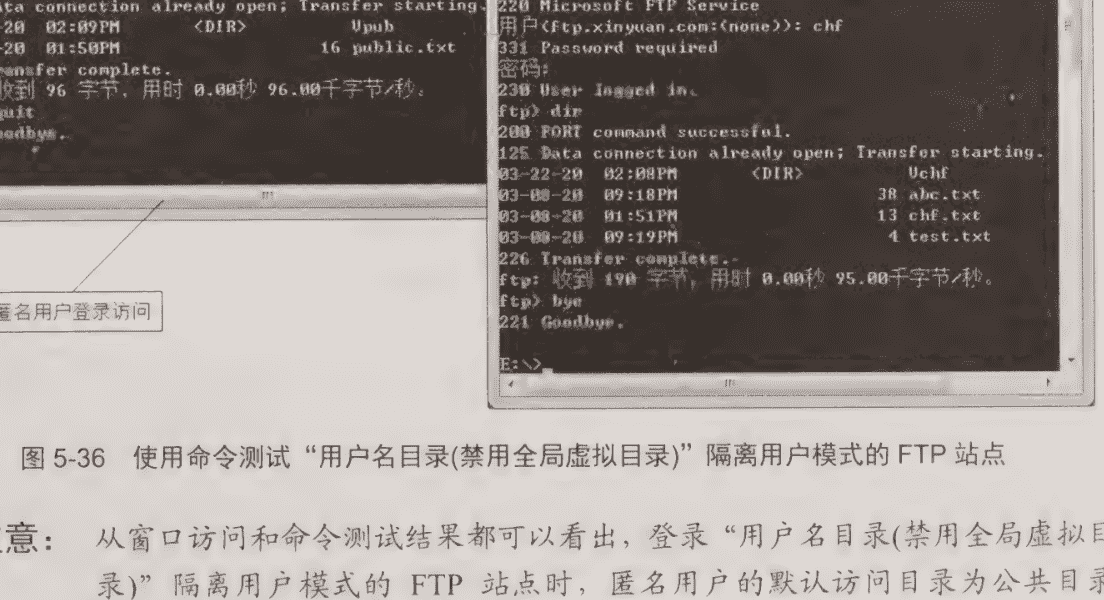 ata connection already open; Transfer starting.
-20 02:09PM <DIR> Vpub
-20 01:50PM 16 public.txt
ransfer complete.
收到 96 字节，用时 0.00秒 96.00千字节/秒。
quit
oodbye.
220 Microsoft FTP Service
用户(ftp.xinyuan.com:(none)): chf
331 Password required
密码:
230 User logged in.
ftp> dir
200 PORT command successful.
125 Data connection already open; Transfer starting.
03-22-20 02:08PM <DIR> Vchf
03-08-20 09:18PM 38 abc.txt
03-08-20 01:51PM 13 chf.txt
03-08-20 09:19PM 4 test.txt
226 Transfer complete.
ftp: 收到 190 字节，用时 0.00秒 95.00千字节/秒。
ftp> bye
221 Goodbye.
E:\>
匿名用户登录访问
图 5-36 使用命令测试“用户名目录(禁用全局虚拟目录)”隔离用户模式的 FTP 站点
意： 从窗口访问和命令测试结果都可以看出，登录“用户名目录(禁用全局虚拟目
录)”隔离用户模式的 FTP 站点时，匿名用户的默认访问目录为公共目录